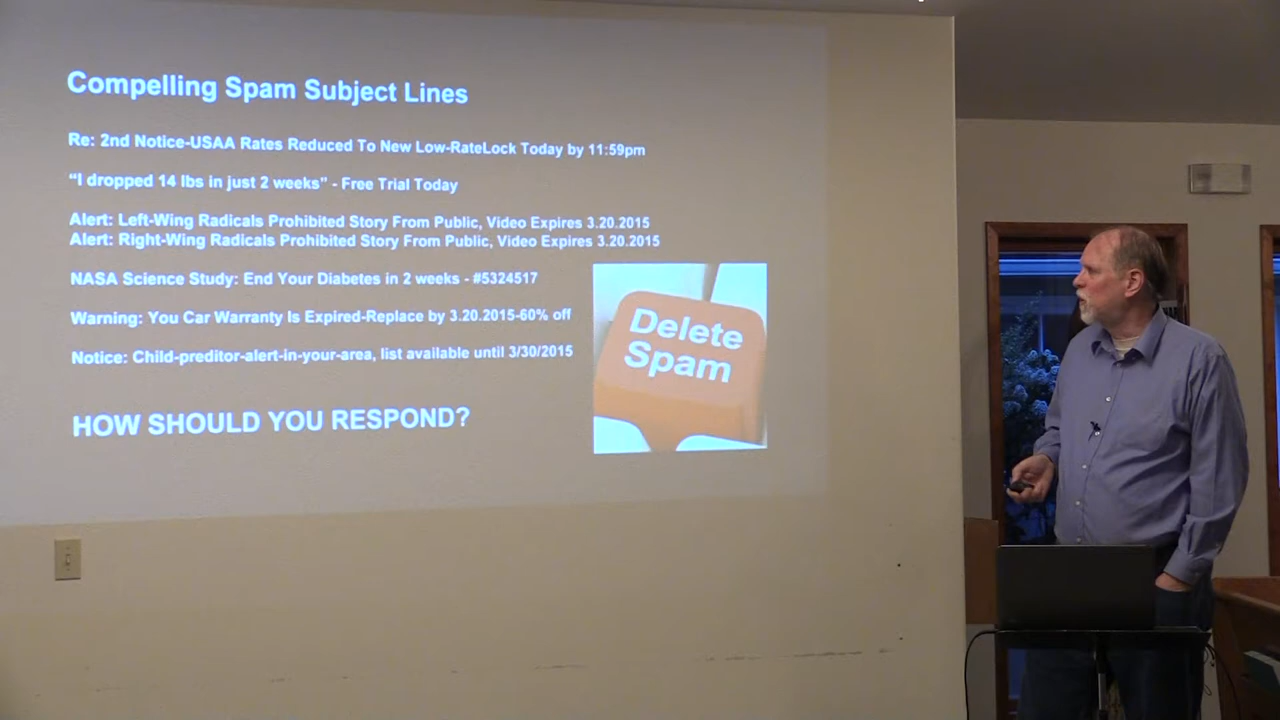 Compelling Spam Subject Lines
Re: 2nd Notice-USAA Rates Reduced To New Low-RateLock Today by 11:59pm
“I dropped 14 lbs in just 2 weeks” - Free Trial Today
Alert: Left-Wing Radicals Prohibited Story From Public, Video Expires 3.20.2015
Alert: Right-Wing Radicals Prohibited Story From Public, Video Expires 3.20.2015
NASA Science Study: End Your Diabetes in 2 weeks - #5324517
Warning: You Car Warranty Is Expired-Replace by 3.20.2015-60% off
Notice: Child-preditor-alert-in-your-area, list available until 3/30/2015
HOW SHOULD YOU RESPOND?
Delete
Spam